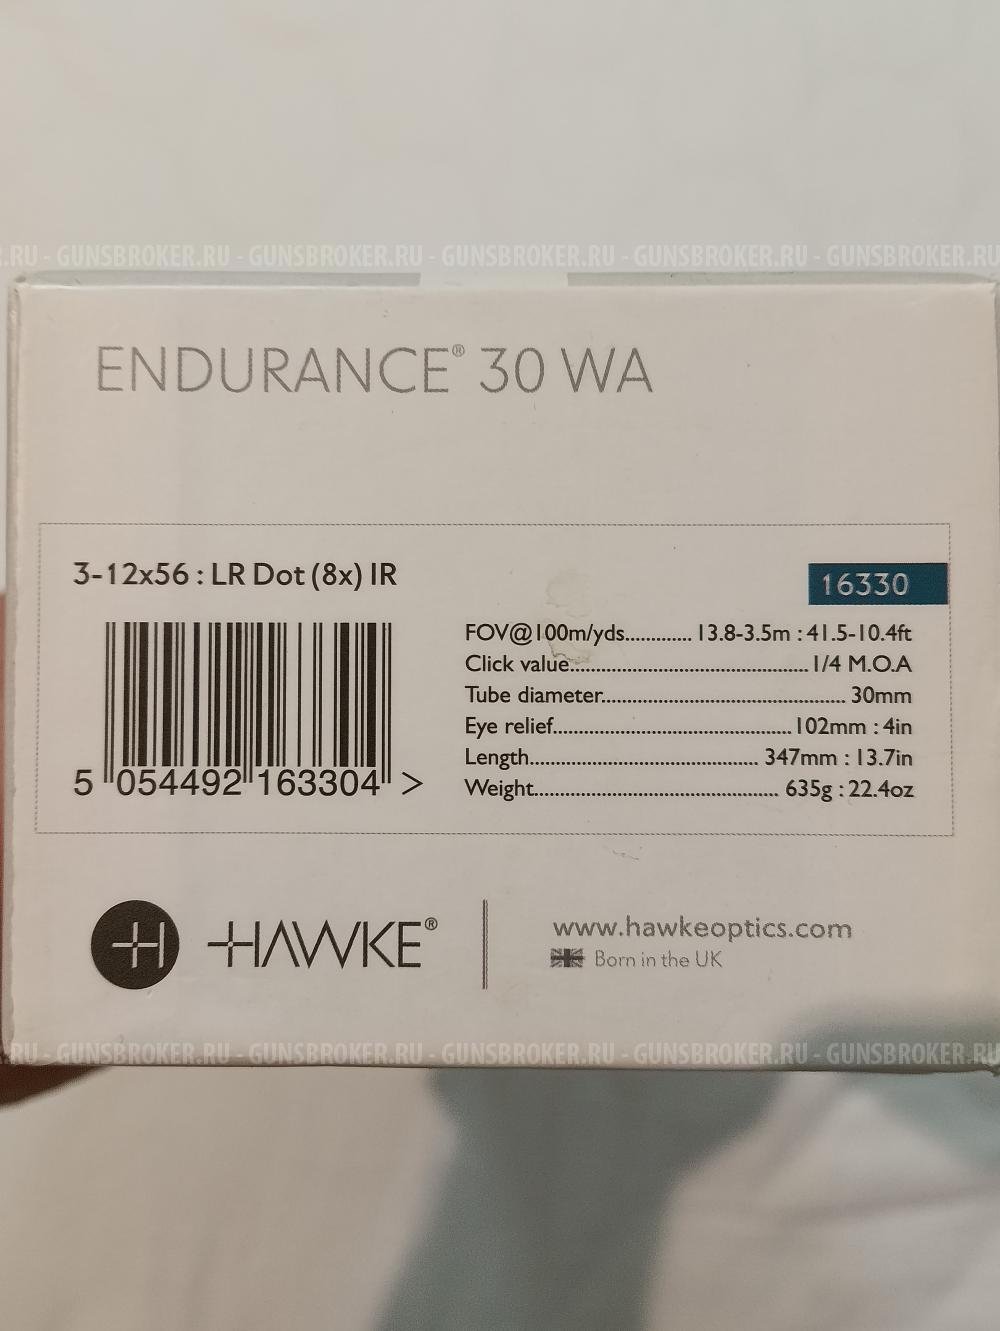 .RU - GUNSBROKER.RU - GUNSBROKER.RU - GUNSBROKER.RU - GUNSBROKER.RU - GUNSBROKER.RU
ENDURANCE® 30 WA
3-12x56 : LR Dot (8x) IR
16330
FOV@100m/yds............. 13.8-3.5m : 41.5-10.4ft
Click value.............................................. 1/4 M.O.A
Tube diameter............................................... 30mm
Eye relief.............................................. 102mm : 4in
Length............................................ 347mm : 13.7in
Weight............................................... 635g : 22.4oz
5 054492 163304 >
H HAWKE®
www.hawkeoptics.com
Born in the UK
.RU - GUNSBROKER.RU - GUNSBROKER.RU - GUNSBROKER.RU - GUNSBROKER.RU - GUNSBROKER.RU